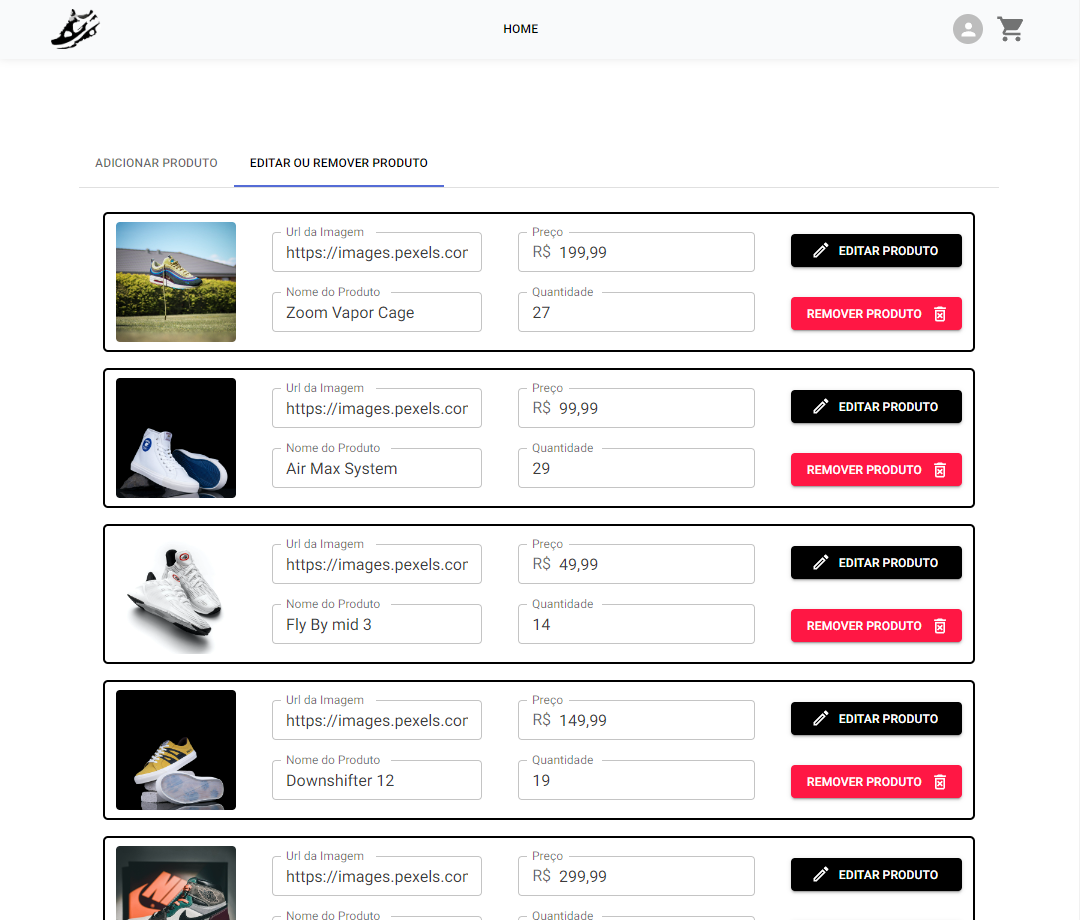 HOME
ADICIONAR PRODUTO
EDITAR OU REMOVER PRODUTO
Url da Imagem
https://images.pexels.cor
Preço
R$ 199,99
EDITAR PRODUTO
Nome do Produto
Zoom Vapor Cage
Quantidade
27
REMOVER PRODUTO
Url da Imagem
https://images.pexels.cor
Preço
R$ 99,99
EDITAR PRODUTO
Nome do Produto
Air Max System
Quantidade
29
REMOVER PRODUTO
Url da Imagem
https://images.pexels.cor
Preço
R$ 49,99
EDITAR PRODUTO
Nome do Produto
Fly By mid 3
Quantidade
14
REMOVER PRODUTO
Url da Imagem
https://images.pexels.cor
Preço
R$ 149,99
EDITAR PRODUTO
Nome do Produto
Downshifter 12
Quantidade
19
REMOVER PRODUTO
Url da Imagem
https://images.pexels.cor
Preço
R$ 299,99
EDITAR PRODUTO
Nome do Produto
Quantidade